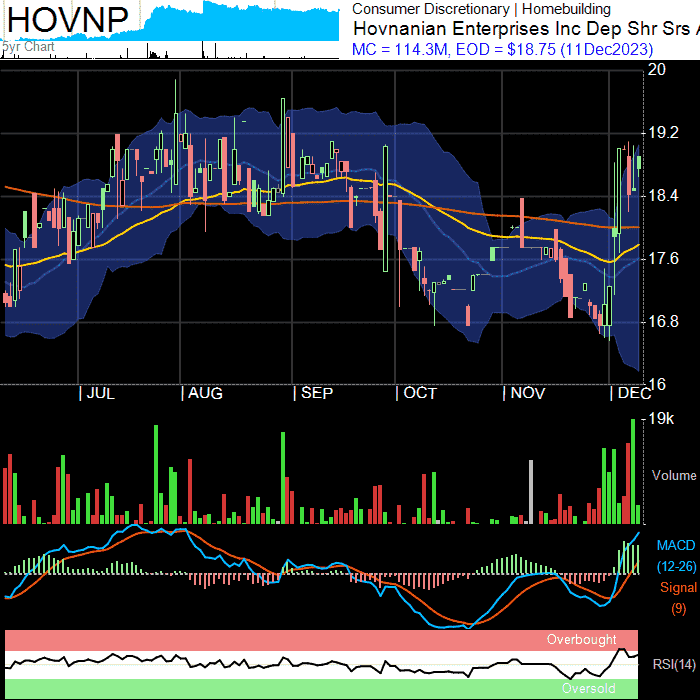 HOVNP
5yr Chart
Consumer Discretionary | Homebuilding
Hovnanian Enterprises Inc Dep Shr Srs A
MC = 114.3M, EOD = $18.75 (11Dec2023)
20
19.2
18.4
17.6
16.8
16
JUL AUG SEP OCT NOV DEC
19k
Volume
MACD
(12-26)
Signal
(9)
Overbought
RSI(14)
Oversold